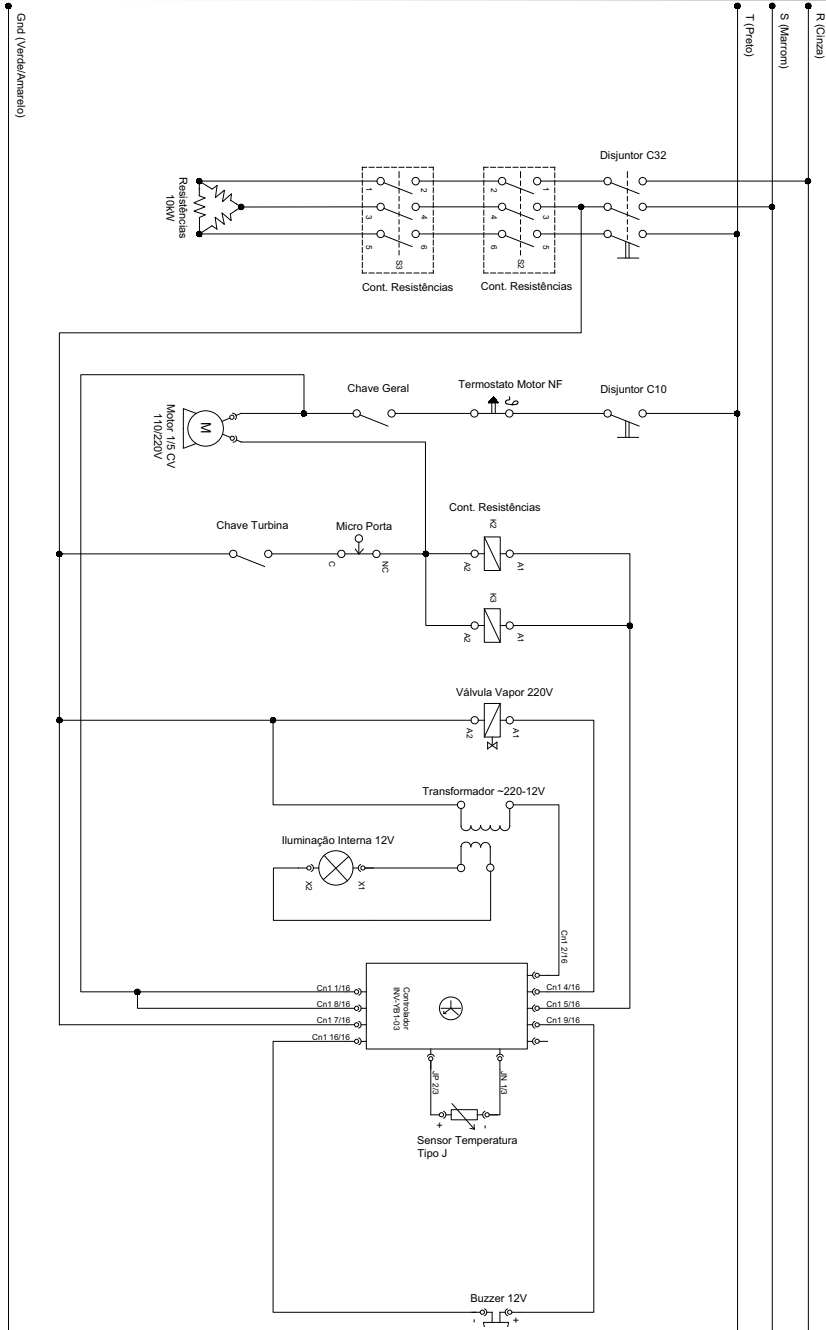 Gnd (Verde/Amarelo)
T (Preto)
S (Marrom)
R (Cinza)
Disjuntor C32
Resistências
10kW
1
2
2
1
3
4
4
3
5
6
6
5
S3
S2
Cont. Resistências
Cont. Resistências
Chave Geral
Termostato Motor NF
Disjuntor C10
M
Motor 1/5 CV
110/220V
Cont. Resistências
K2
Chave Turbina
Micro Porta
C
NC
A2
A1
K3
A2
A1
Válvula Vapor 220V
A2
A1
Transformador ~220-12V
Iluminação Interna 12V
X2
X1
Cn1 2/16
Cn1 1/16
Cn1 8/16
Cn1 7/16
Cn1 16/16
Controlador
INV-YB1-03
Cn1 4/16
Cn1 5/16
Cn1 9/16
JP 2/3
JN 1/3
+
-
Sensor Temperatura
Tipo J
Buzzer 12V
-
+